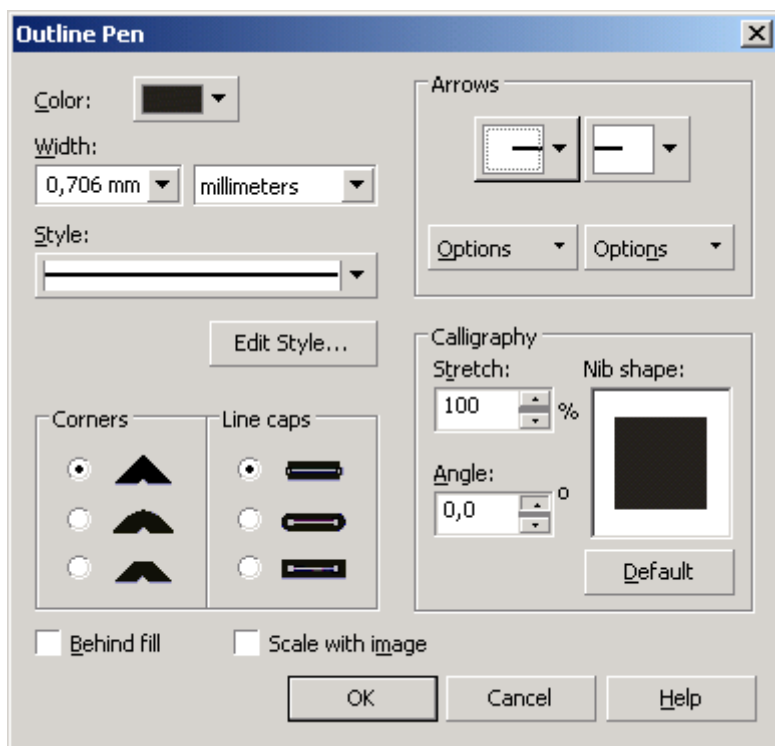 Outline Pen
Color:
Width:
0,706 mm millimeters
Style:
Edit Style...
Corners
Line caps
Behind fill
Scale with image
Arrows
Options Options
Calligraphy
Stretch:
100 %
Angle:
0,0 °
Nib shape:
Default
OK Cancel Help